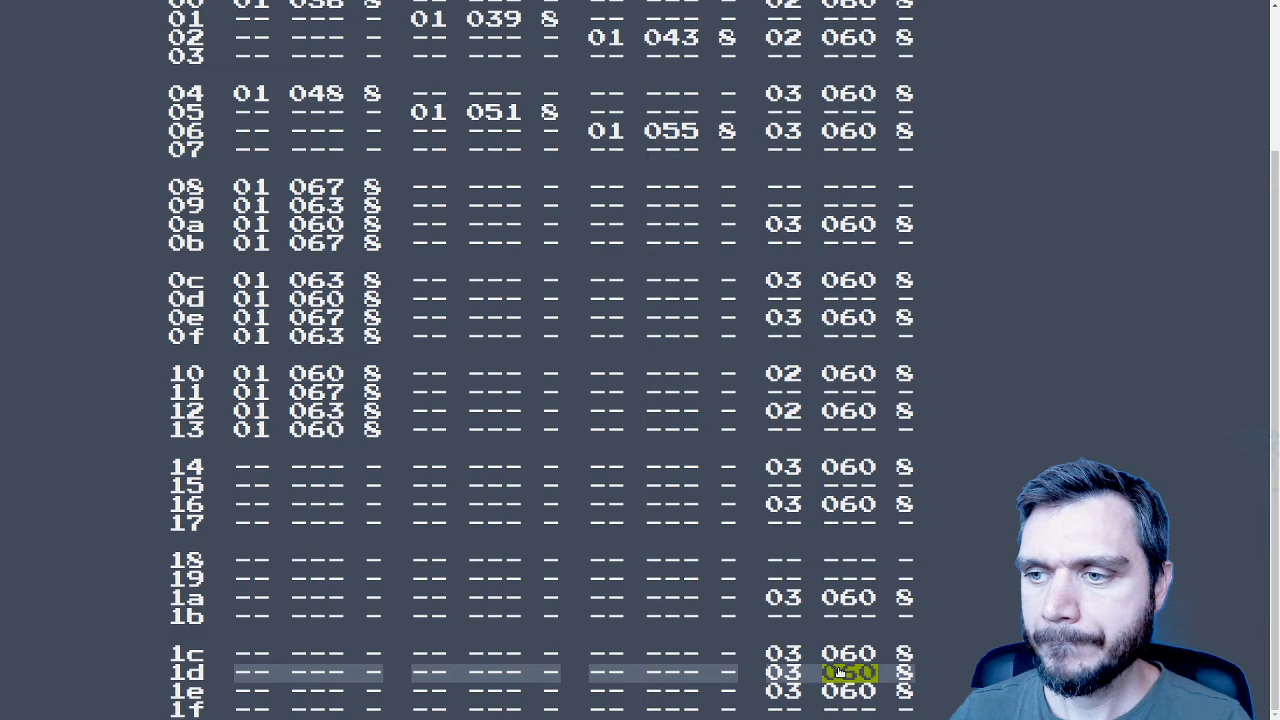 00 01 036 8 -- --- - -- --- - 02 060 8
01 -- --- - 01 039 8 -- --- - -- --- -
02 -- --- - -- --- - 01 043 8 02 060 8
03 -- --- - -- --- - -- --- - -- --- -
04 01 048 8 -- --- - -- --- - 03 060 8
05 -- --- - 01 051 8 -- --- - -- --- -
06 -- --- - -- --- - 01 055 8 03 060 8
07 -- --- - -- --- - -- --- - -- --- -
08 01 067 8 -- --- - -- --- - -- --- -
09 01 063 8 -- --- - -- --- - -- --- -
0a 01 060 8 -- --- - -- --- - 03 060 8
0b 01 067 8 -- --- - -- --- - -- --- -
0c 01 063 8 -- --- - -- --- - 03 060 8
0d 01 060 8 -- --- - -- --- - -- --- -
0e 01 067 8 -- --- - -- --- - 03 060 8
0f 01 063 8 -- --- - -- --- - -- --- -
10 01 060 8 -- --- - -- --- - 02 060 8
11 01 067 8 -- --- - -- --- - -- --- -
12 01 063 8 -- --- - -- --- - 02 060 8
13 01 060 8 -- --- - -- --- - -- --- -
14 -- --- - -- --- - -- --- - 03 060 8
15 -- --- - -- --- - -- --- - -- --- -
16 -- --- - -- --- - -- --- - 03 060 8
17 -- --- - -- --- - -- --- - -- --- -
18 -- --- - -- --- - -- --- - -- --- -
19 -- --- - -- --- - -- --- - -- --- -
1a -- --- - -- --- - -- --- - 03 060 8
1b -- --- - -- --- - -- --- - -- --- -
1c -- --- - -- --- - -- --- - 03 060 8
1d -- --- - -- --- - -- --- - 03 060 8
1e -- --- - -- --- - -- --- - 03 060 8
1f -- --- - -- --- - -- --- - -- --- -